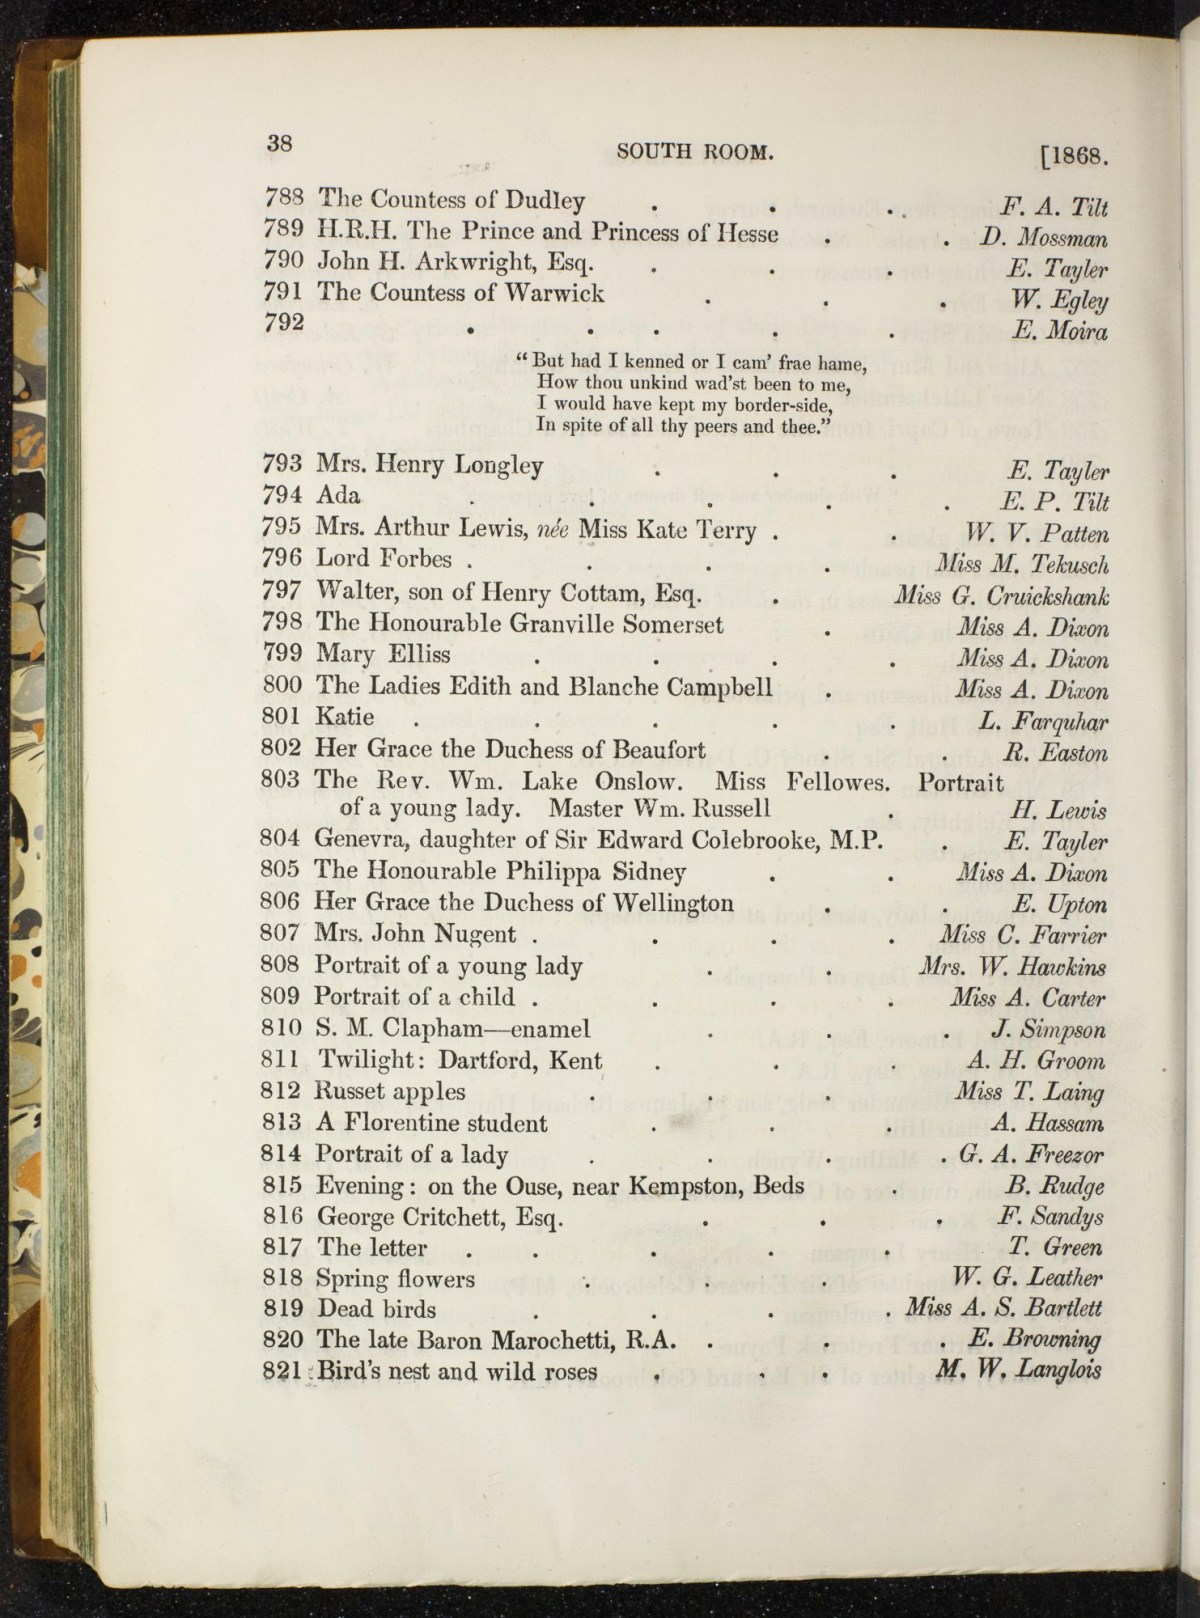 38 SOUTH ROOM. [1868.
788 The Countess of Dudley . . . F. A. Tilt
789 H.R.H. The Prince and Princess of Hesse . . D. Mossman
790 John H. Arkwright, Esq. . . . E. Tayler
791 The Countess of Warwick . . . W. Egley
792 . . . . . E. Moira
“But had I kenned or I cam’ frae hame,
How thou unkind wad’st been to me,
I would have kept my border-side,
In spite of all thy peers and thee.”
793 Mrs. Henry Longley . . . E. Tayler
794 Ada . . . . . E. P. Tilt
795 Mrs. Arthur Lewis, née Miss Kate Terry . . W. V. Patten
796 Lord Forbes . . . . Miss M. Tekusch
797 Walter, son of Henry Cottam, Esq. . Miss G. Cruickshank
798 The Honourable Granville Somerset . Miss A. Dixon
799 Mary Elliss . . . . Miss A. Dixon
800 The Ladies Edith and Blanche Campbell . Miss A. Dixon
801 Katie . . . . . L. Farquhar
802 Her Grace the Duchess of Beaufort . . R. Easton
803 The Rev. Wm. Lake Onslow. Miss Fellowes. Portrait
of a young lady. Master Wm. Russell . H. Lewis
804 Genevra, daughter of Sir Edward Colebrooke, M.P. . E. Tayler
805 The Honourable Philippa Sidney . . Miss A. Dixon
806 Her Grace the Duchess of Wellington . . E. Upton
807 Mrs. John Nugent . . . . Miss C. Farrier
808 Portrait of a young lady . . Mrs. W. Hawkins
809 Portrait of a child . . . . Miss A. Carter
810 S. M. Clapham—enamel . . . J. Simpson
811 Twilight: Dartford, Kent . . . A. H. Groom
812 Russet apples . . . Miss T. Laing
813 A Florentine student . . . A. Hassam
814 Portrait of a lady . . . . G. A. Freezor
815 Evening: on the Ouse, near Kempston, Beds . B. Rudge
816 George Critchett, Esq. . . . F. Sandys
817 The letter . . . . . T. Green
818 Spring flowers . . . W. G. Leather
819 Dead birds . . . . Miss A. S. Bartlett
820 The late Baron Marochetti, R.A. . . . E. Browning
821 Bird’s nest and wild roses . . . M. W. Langlois